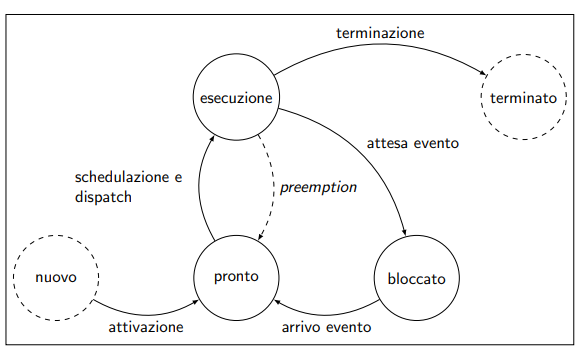 terminazione
esecuzione
terminato
attesa evento
schedulazione e
dispatch
preemption
nuovo
pronto
bloccato
attivazione
arrivo evento